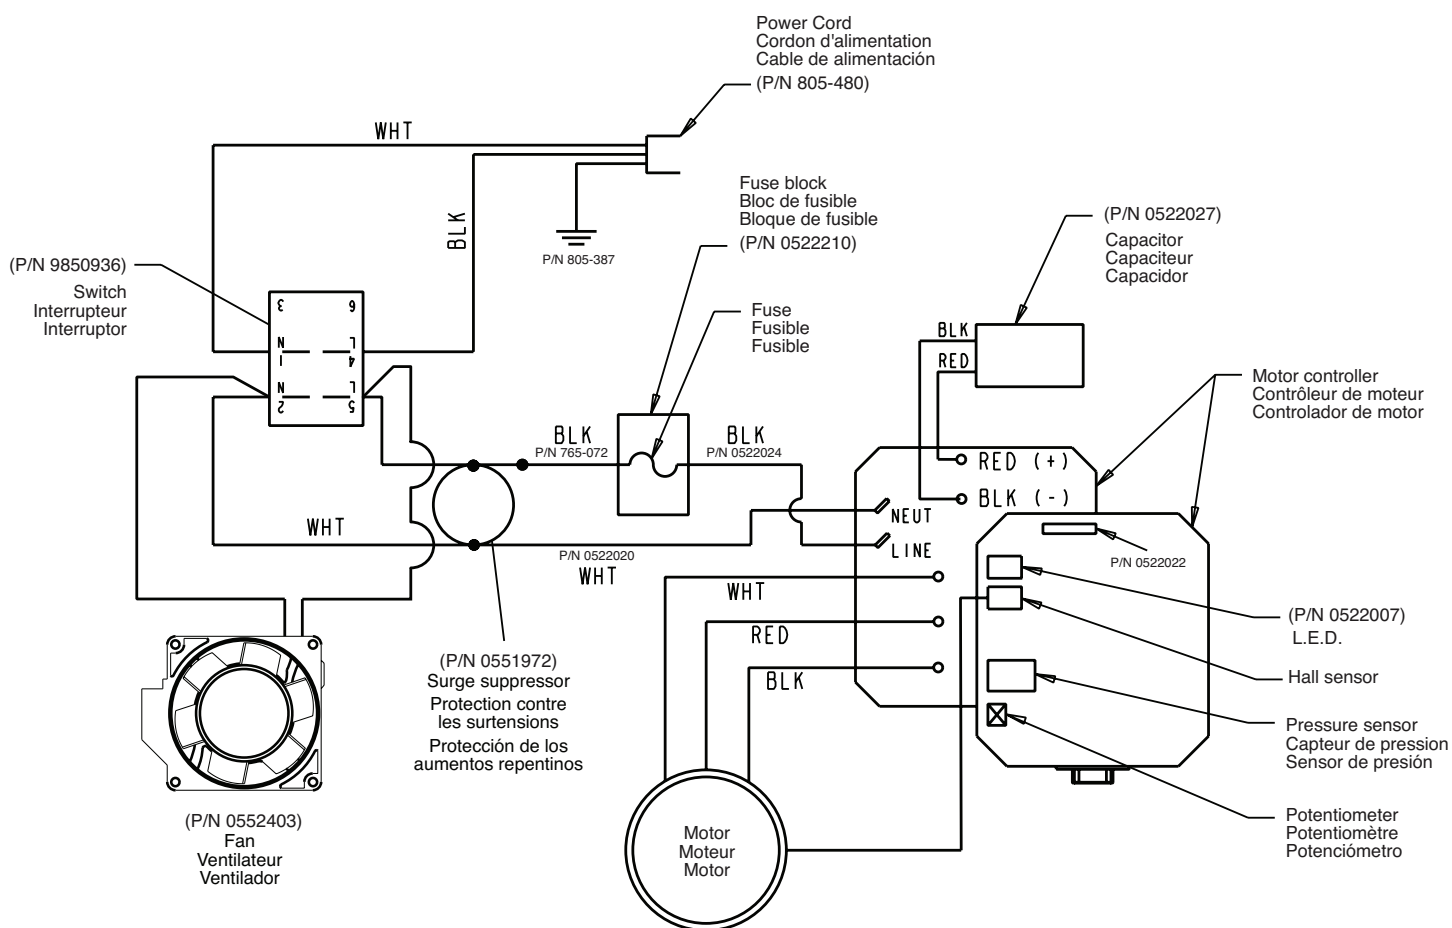 Power Cord
Cordon d'alimentation
Cable de alimentación
(P/N 805-480)
WHT
BLK
P/N 805-387
Fuse block
Bloc de fusible
Bloque de fusible
(P/N 0522210)
(P/N 0522027)
Capacitor
Capaciteur
Capacidor
(P/N 9850936)
Switch
Interrupteur
Interruptor
3 6
N L
1 4
N L
2 5
Fuse
Fusible
Fusible
BLK
RED
Motor controller
Contrôleur de moteur
Controlador de motor
BLK
P/N 765-072
BLK
P/N 0522024
RED (+)
BLK (-)
NEUT
LINE
WHT
P/N 0522020
WHT
P/N 0522022
WHT
RED
BLK
(P/N 0522007)
L.E.D.
Hall sensor
(P/N 0551972)
Surge suppressor
Protection contre
les surtensions
Protección de los
aumentos repentinos
Pressure sensor
Capteur de pression
Sensor de presión
(P/N 0552403)
Fan
Ventilateur
Ventilador
Motor
Moteur
Motor
Potentiometer
Potentiomètre
Potenciómetro